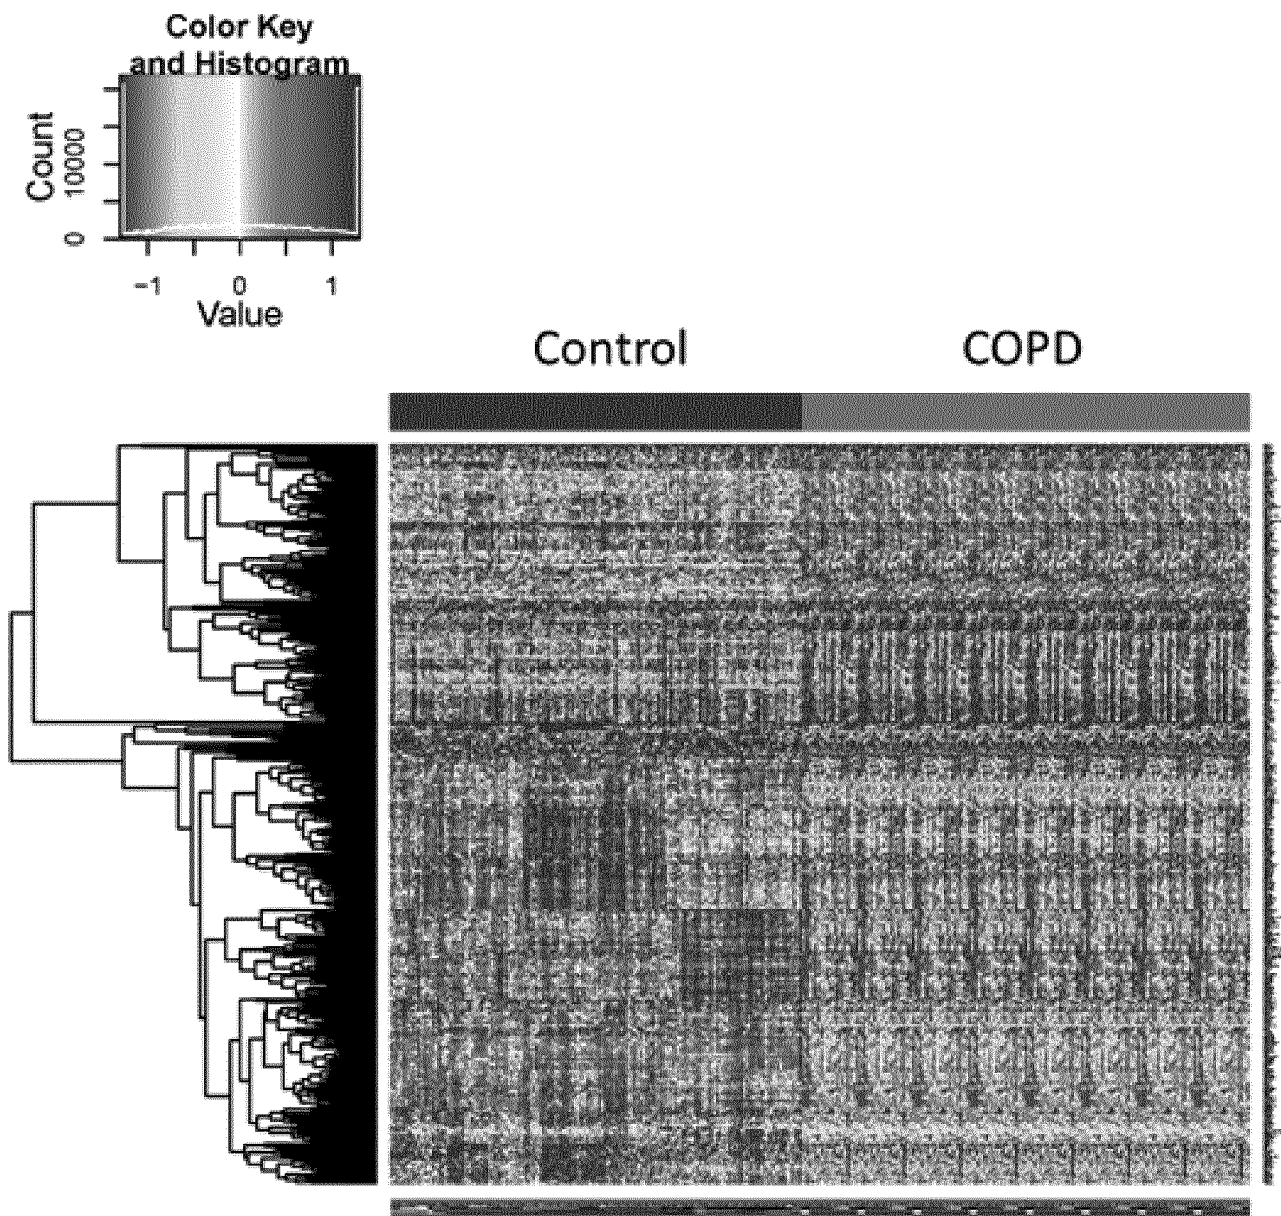 Color Key
and Histogram
Count
0 10000
-1 0 1
Value
Control COPD